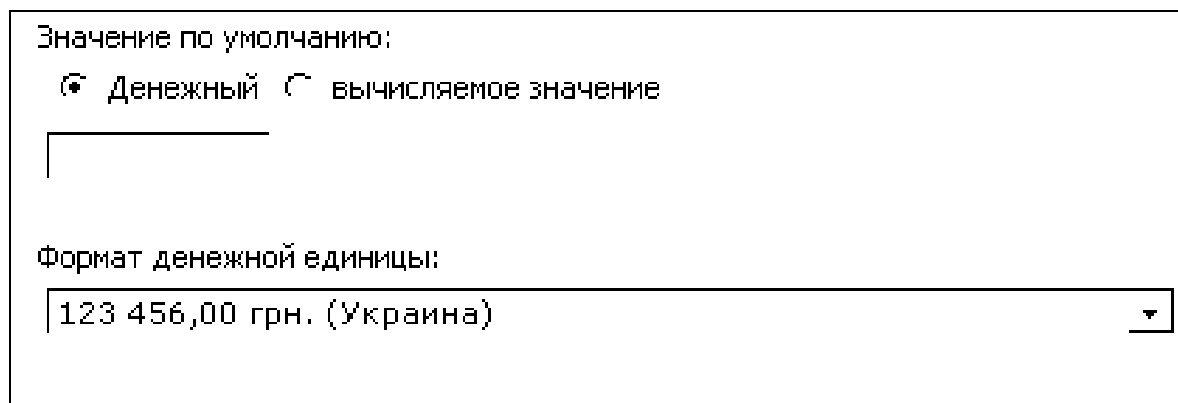 Значение по умолчанию:
Денежный вычисляемое значение
Формат денежной единицы:
123 456,00 грн. (Украина)